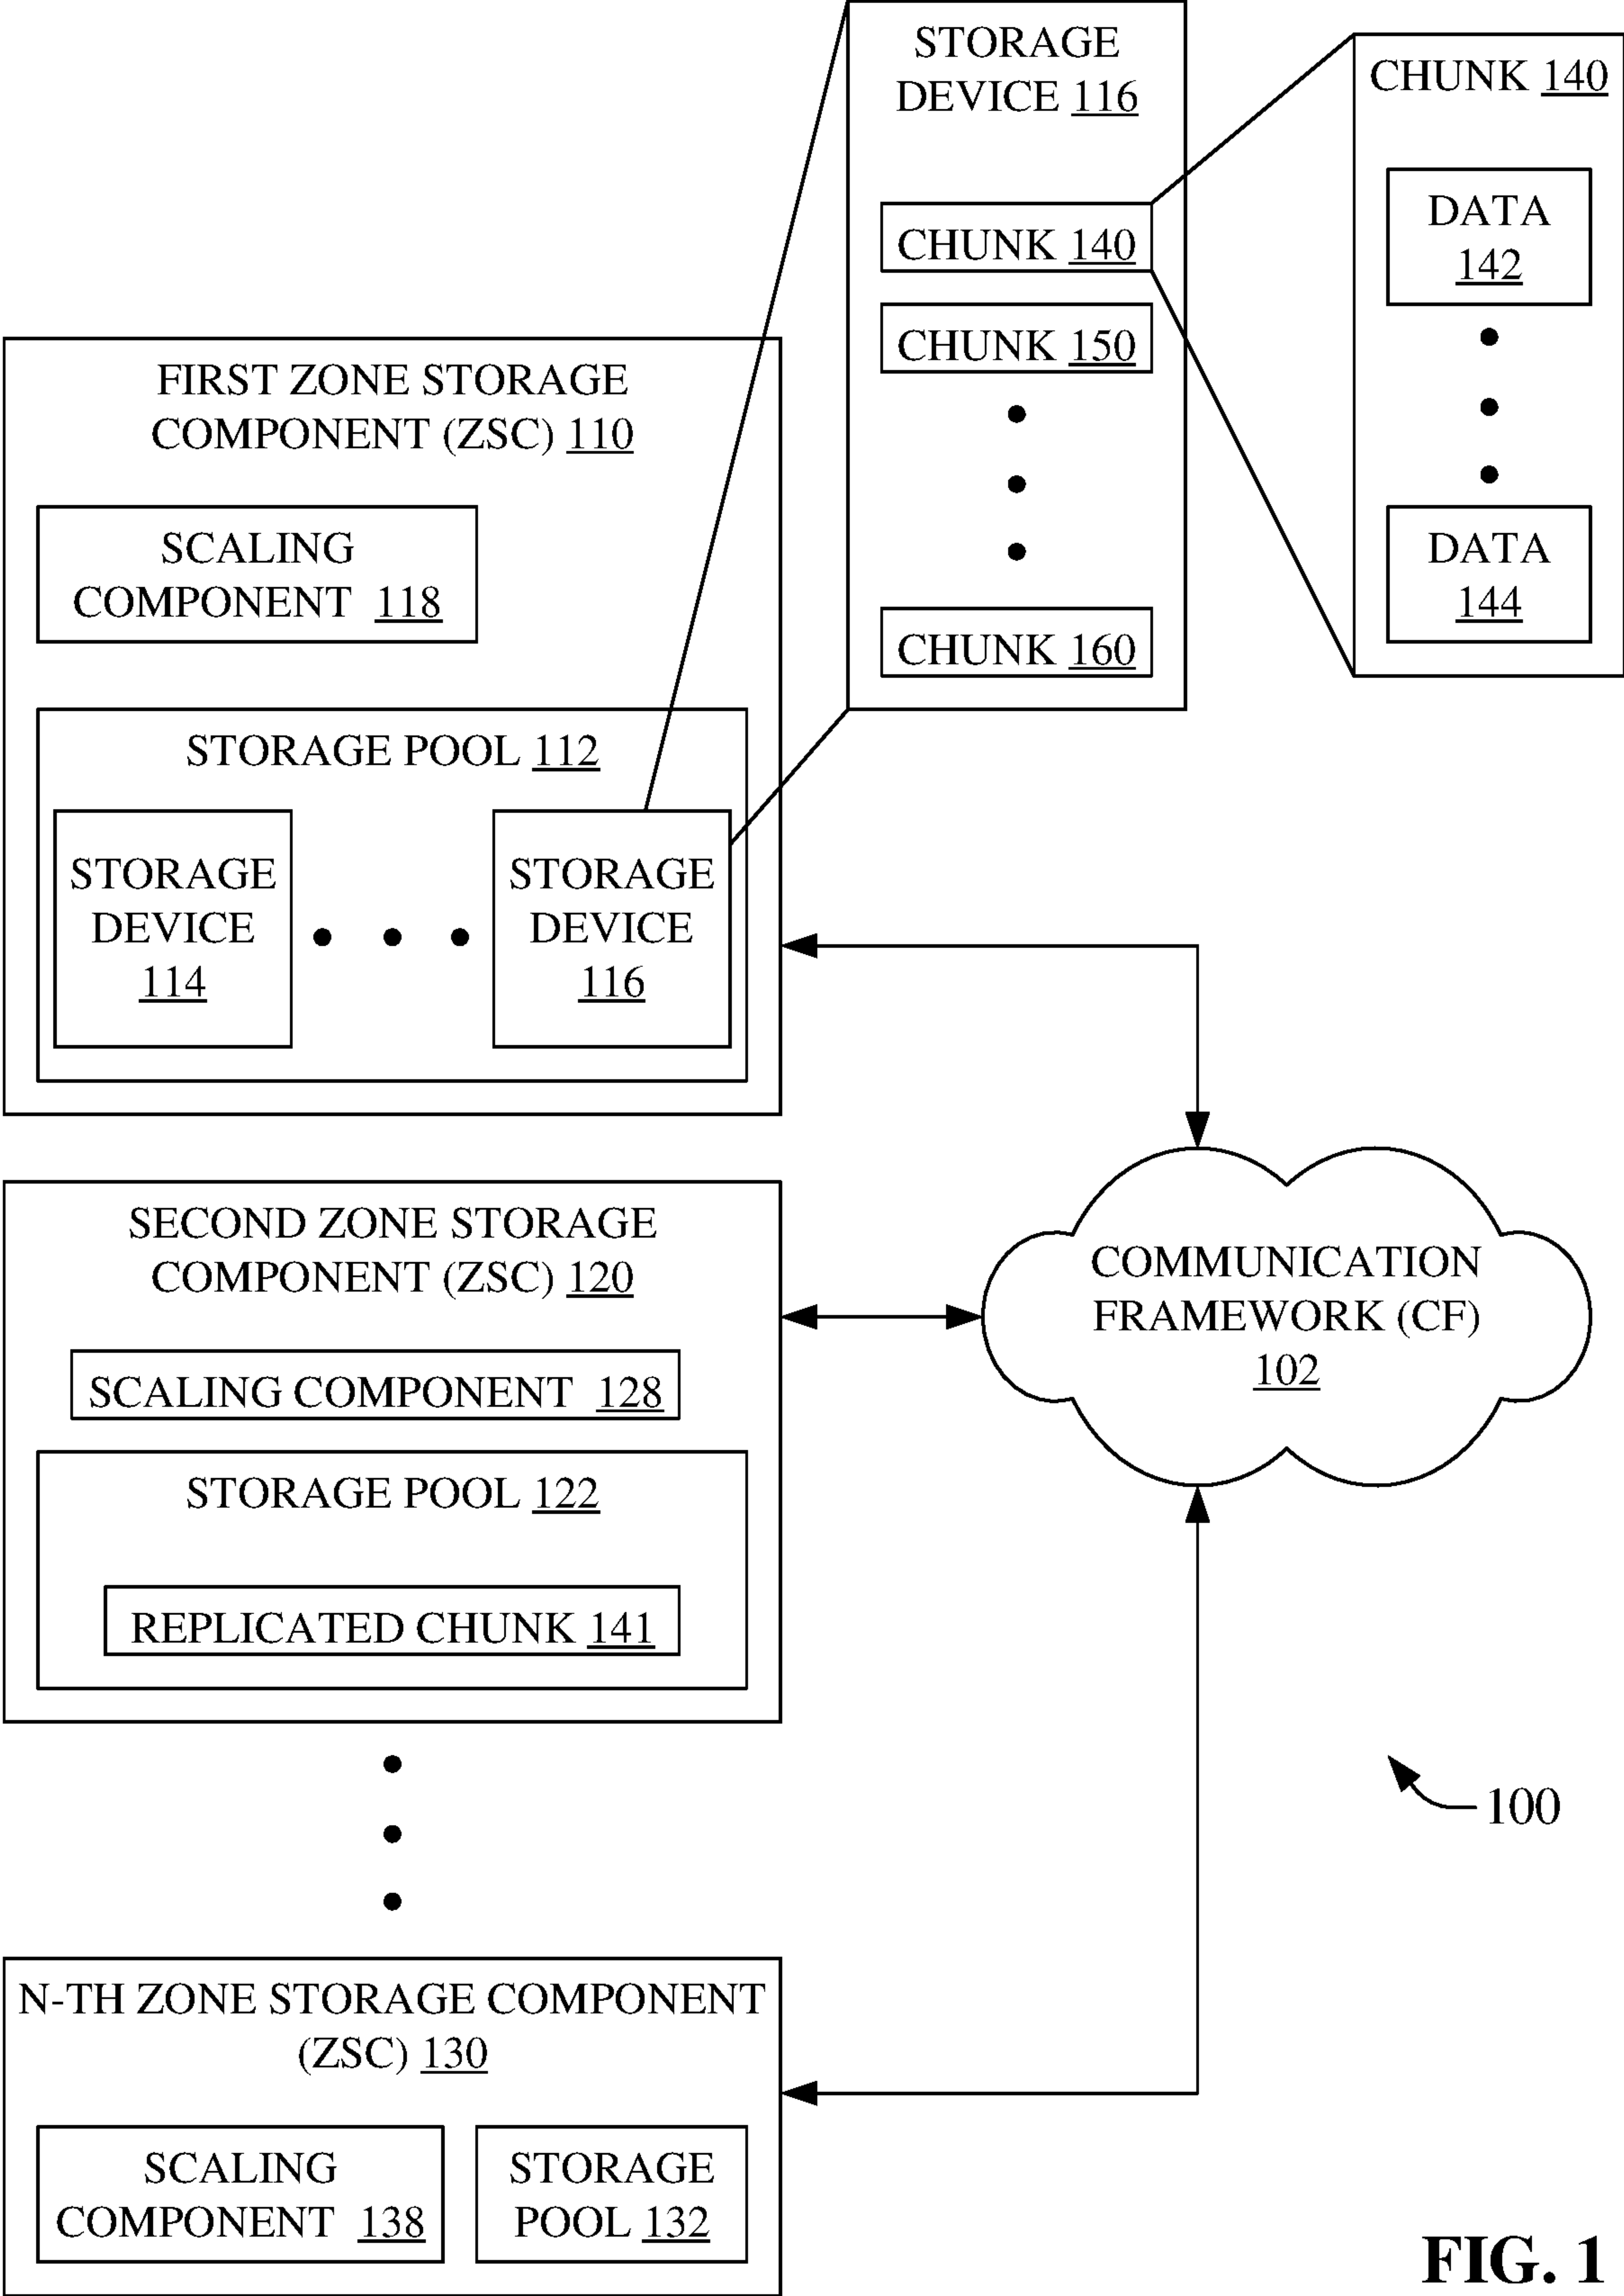 STORAGE
DEVICE 116
CHUNK 140
CHUNK 150
CHUNK 160
CHUNK 140
DATA
142
DATA
144
FIRST ZONE STORAGE
COMPONENT (ZSC) 110
SCALING
COMPONENT 118
STORAGE POOL 112
STORAGE
DEVICE
114
STORAGE
DEVICE
116
SECOND ZONE STORAGE
COMPONENT (ZSC) 120
SCALING COMPONENT 128
STORAGE POOL 122
REPLICATED CHUNK 141
COMMUNICATION
FRAMEWORK (CF)
102
100
N-TH ZONE STORAGE COMPONENT
(ZSC) 130
SCALING
COMPONENT 138
STORAGE
POOL 132
FIG. 1